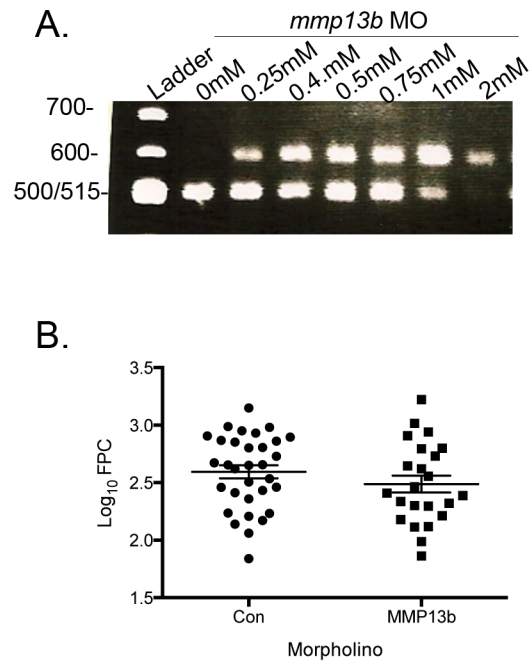 A.
mmp13b MO
Ladder
0mM
0.25mM
0.4.mM
0.5mM
0.75mM
1mM
2mM
700-
600-
500/515-
B.
3.5
3.0
2.5
2.0
1.5
Log10 FPC
Con
MMP13b
Morpholino